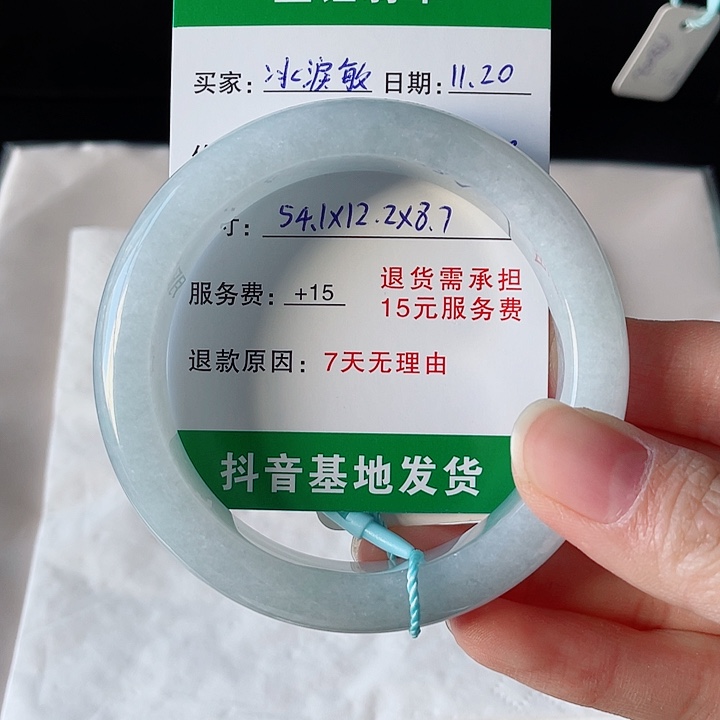 买家: 冰淚敏 日期: 11.20
寸: 54.1X12.2X8.7
服务费: +15
退货需承担
15元服务费
退款原因: 7天无理由
抖音基地发货